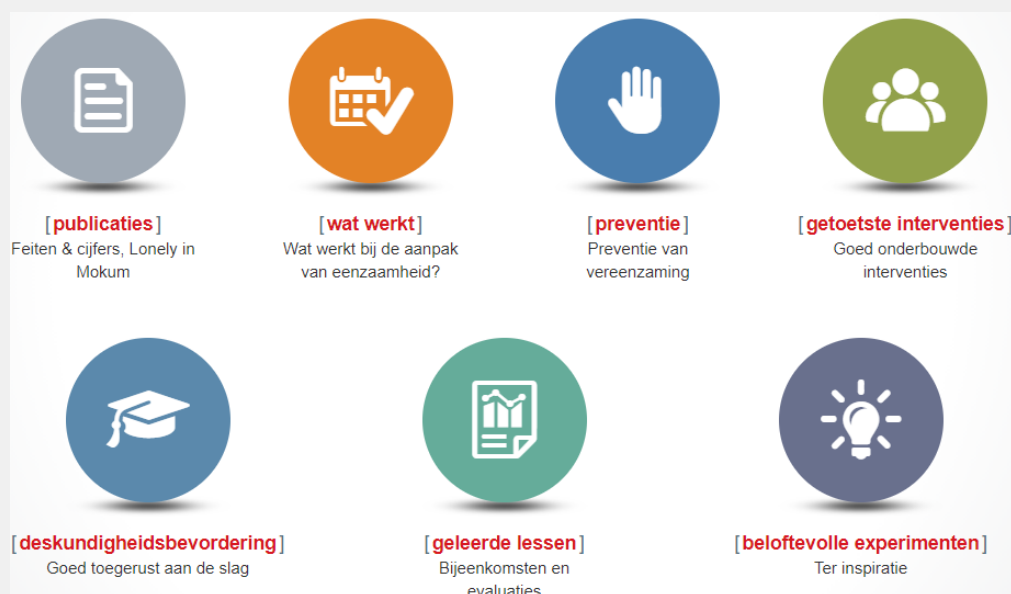 [publicaties]
Feiten & cijfers, Lonely in
Mokum
[wat werkt]
Wat werkt bij de aanpak
van eenzaamheid?
[preventie]
Preventie van
vereenzaming
[getoetste interventies]
Goed onderbouwde
interventies
[deskundigheidsbevordering]
Goed toegerust aan de slag
[geleerde lessen]
Bijeenkomsten en
evaluaties
[beloftevolle experimenten]
Ter inspiratie